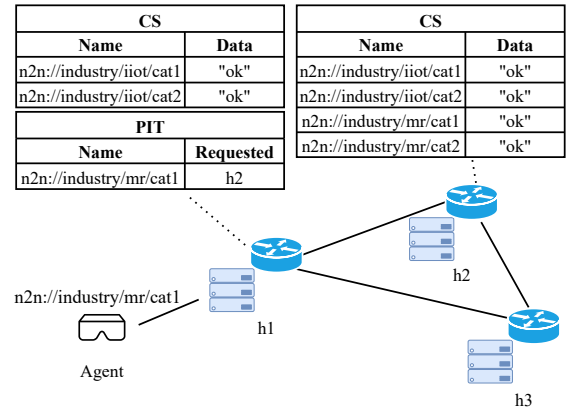 CS
Name Data
n2n://industry/iiot/cat1 "ok"
n2n://industry/iiot/cat2 "ok"
PIT
Name Requested
n2n://industry/mr/cat1 h2
CS
Name Data
n2n://industry/iiot/cat1 "ok"
n2n://industry/iiot/cat2 "ok"
n2n://industry/mr/cat1 "ok"
n2n://industry/mr/cat2 "ok"
h2
n2n://industry/mr/cat1
h1
Agent
h3